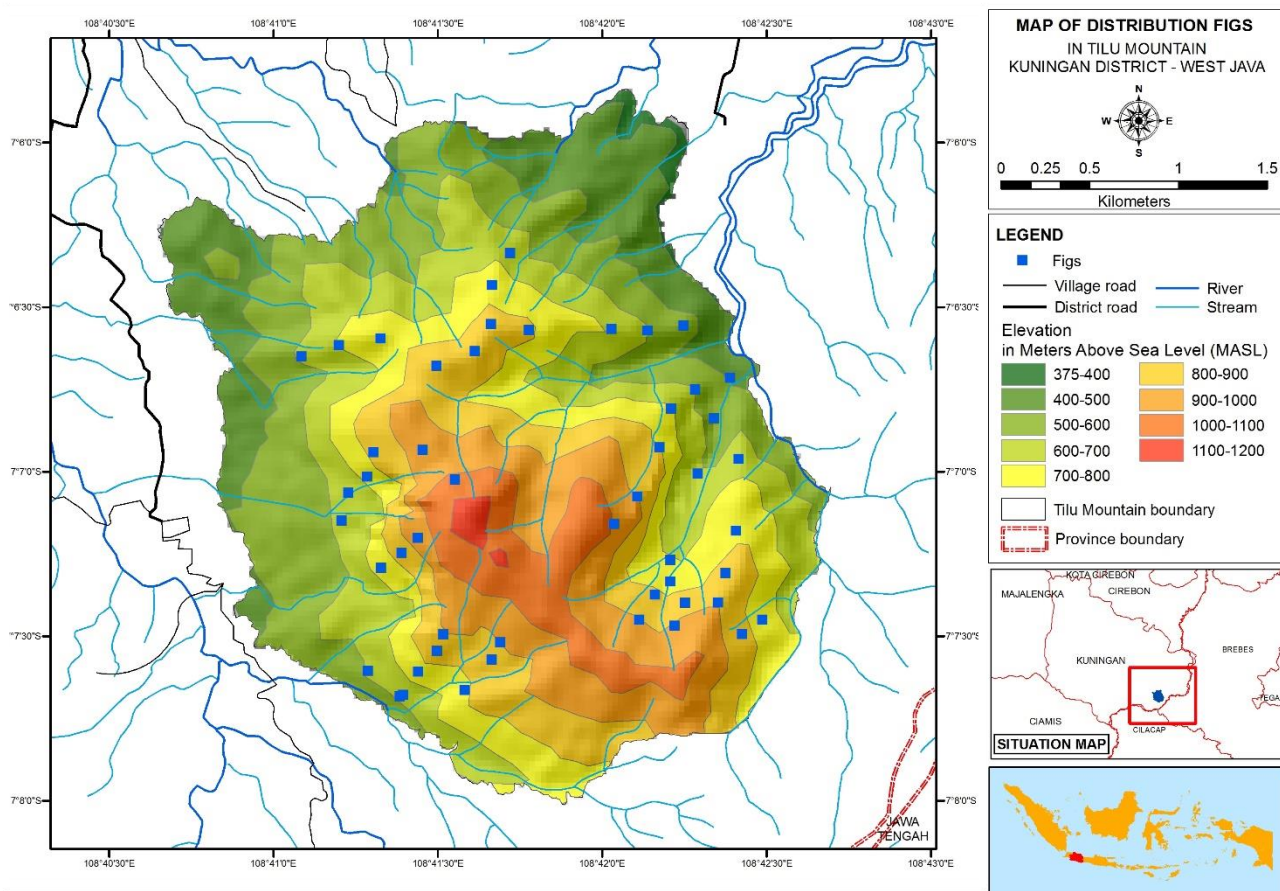 108°40'30"E 108°41'0"E 108°41'30"E 108°42'0"E 108°42'30"E 108°43'0"E
7°6'0"S 7°6'0"S
7°6'30"S 7°6'30"S
7°7'0"S 7°7'0"S
7°7'30"S 7°7'30"S
7°8'0"S 7°8'0"S
JAWA
TENGAH
108°40'30"E 108°41'0"E 108°41'30"E 108°42'0"E 108°42'30"E 108°43'0"E
MAP OF DISTRIBUTION FIGS
IN TILU MOUNTAIN
KUNINGAN DISTRICT - WEST JAVA
N
W E
S
0 0.25 0.5 1 1.5
Kilometers
LEGEND
Figs
Village road River
District road Stream
Elevation
in Meters Above Sea Level (MASL)
375-400 800-900
400-500 900-1000
500-600 1000-1100
600-700 1100-1200
700-800
Tilu Mountain boundary
Province boundary
KOTA CIREBON
MAJALENGKA CIREBON
KUNINGAN BREBES
TEGA
CIAMIS CILACAP
SITUATION MAP